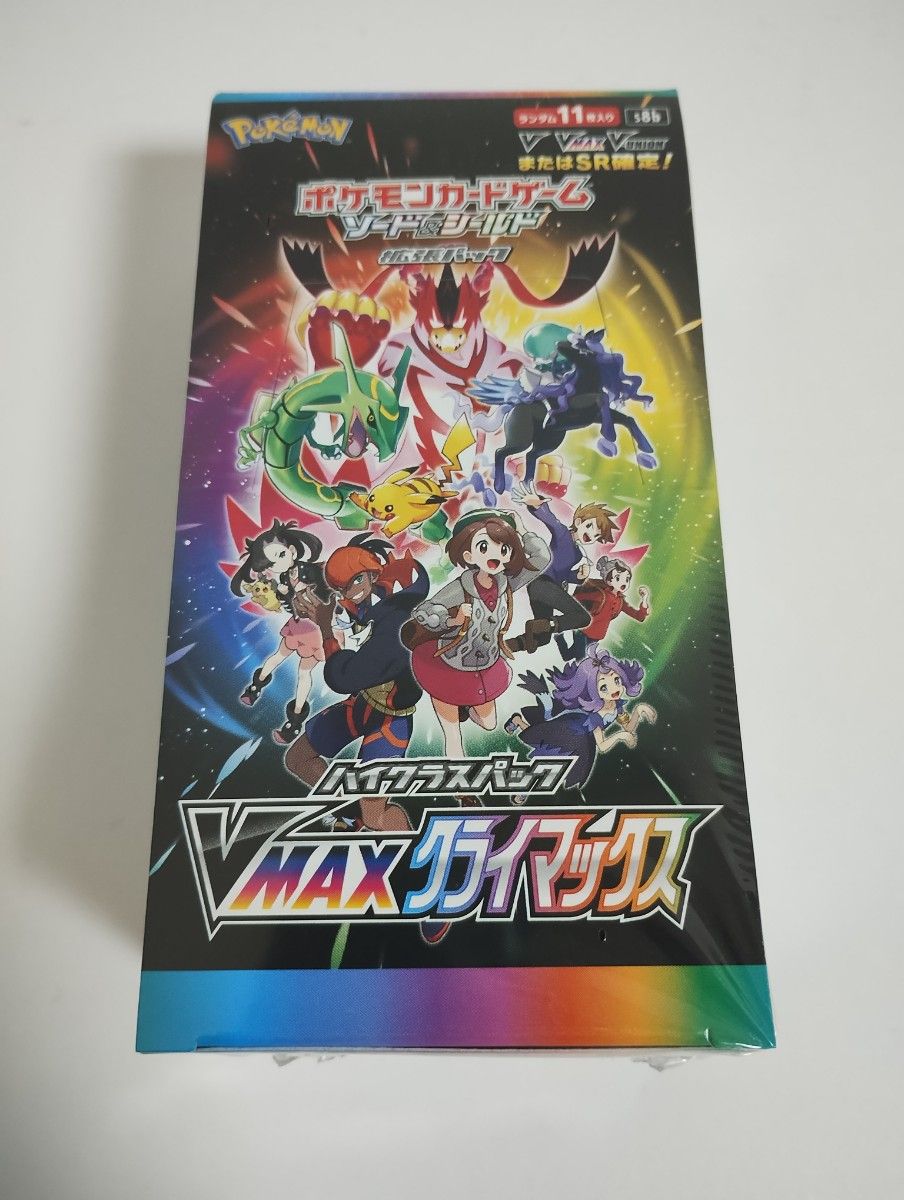 Pokémon
ランダム11枚入り s8b
V VMAX V-UNION
またはSR確定!
ポケモンカードゲーム
ソード&シールド
拡張パック
ハイクラスパック
VMAXクライマックス